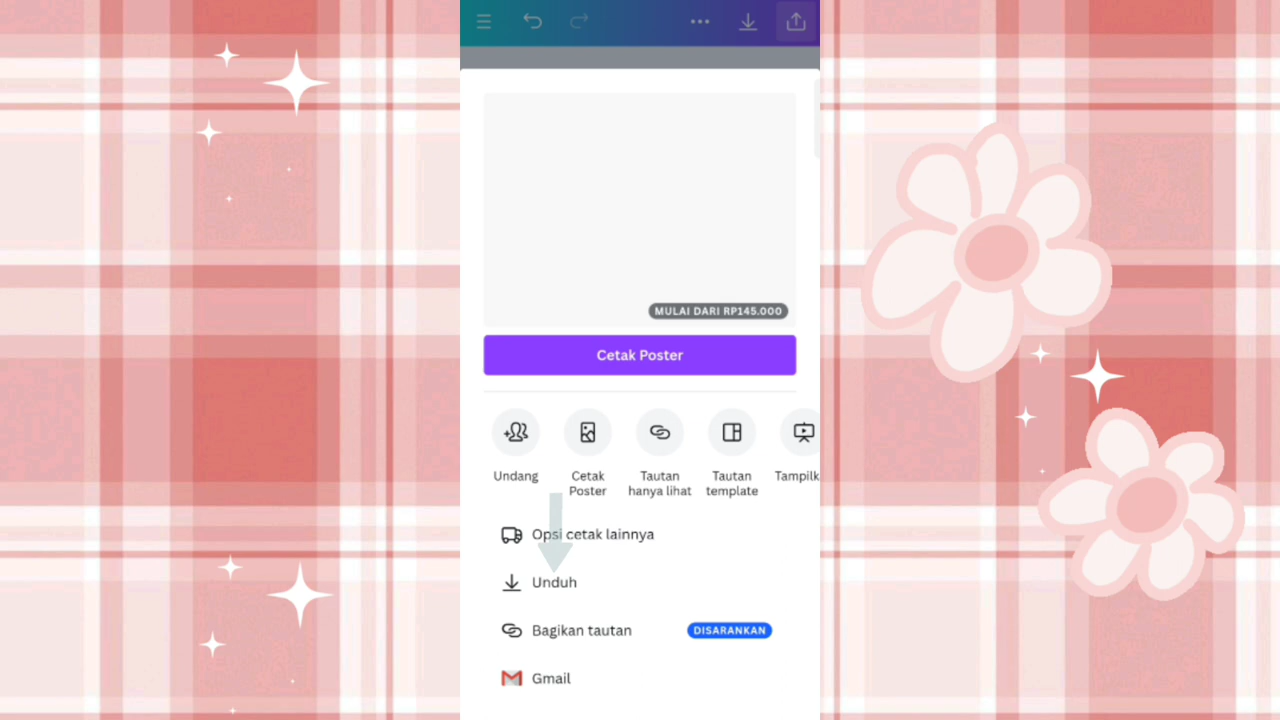 MULAI DARI RP145.000
Cetak Poster
Undang
Cetak
Poster
Tautan
hanya lihat
Tautan
template
Tampilk
Opsi cetak lainnya
Unduh
Bagikan tautan
DISARANKAN
Gmail